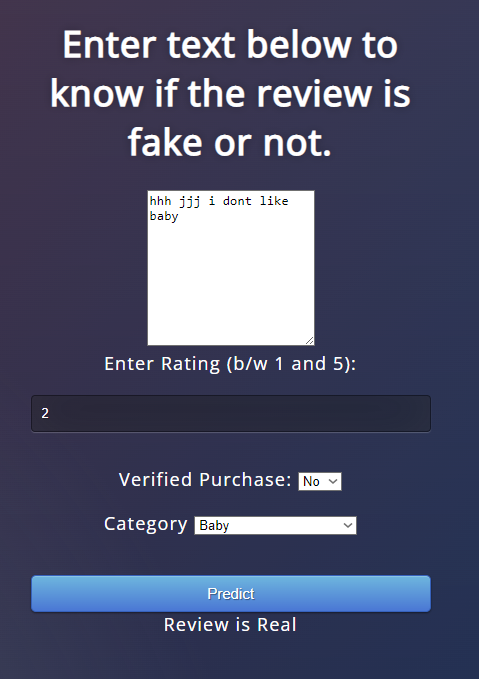 Enter text below to
know if the review is
fake or not.
hhh jjj i dont like
baby
Enter Rating (b/w 1 and 5):
2
Verified Purchase: No
Category Baby
Predict
Review is Real